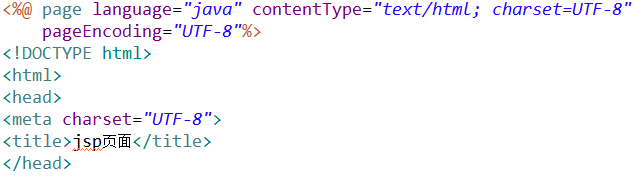 <%@ page language="java" contentType="text/html; charset=UTF-8"
pageEncoding="UTF-8"%>
<!DOCTYPE html>
<html>
<head>
<meta charset="UTF-8">
<title>jsp页面</title>
</head>